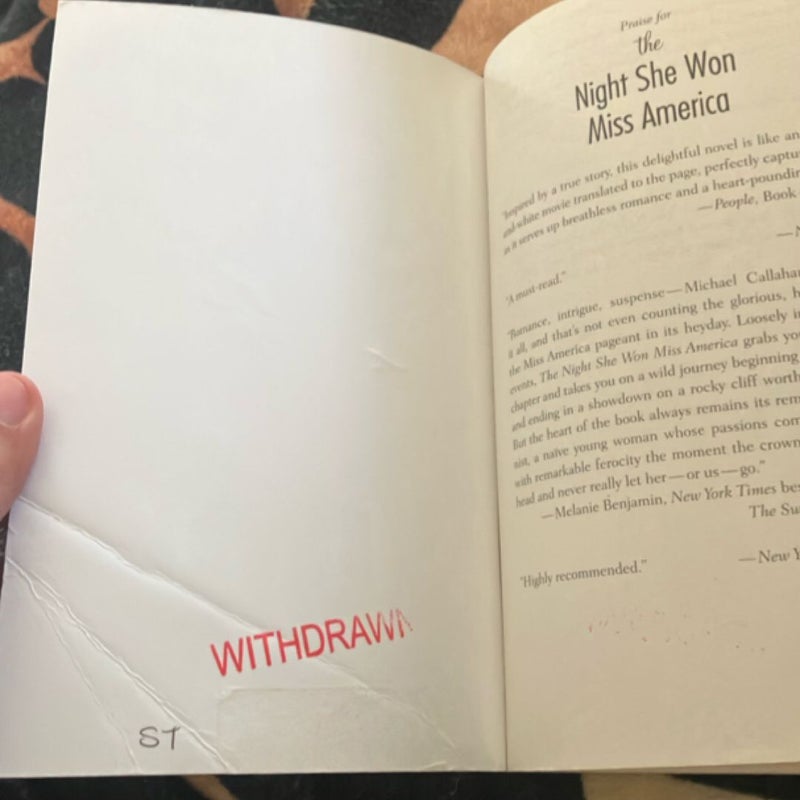 WITHDRAWN
ST
Praise for
the
Night She Won
Miss America
"Inspired by a true story, this delightful novel is like an
and-white movie translated to the page, perfectly captu
as it serves up breathless romance and a heart-poundin
—People, Book
—N
"A must-read."
"Romance, intrigue, suspense—Michael Callahan
it all, and that's not even counting the glorious, h
the Miss America pageant in its heyday. Loosely i
events, The Night She Won Miss America grabs you
chapter and takes you on a wild journey beginning
and ending in a showdown on a rocky cliff worth
But the heart of the book always remains its rem
nist, a naïve young woman whose passions com
with remarkable ferocity the moment the crown
head and never really let her—or us—go."
—Melanie Benjamin, New York Times bes
The Su
—New Y
"Highly recommended."